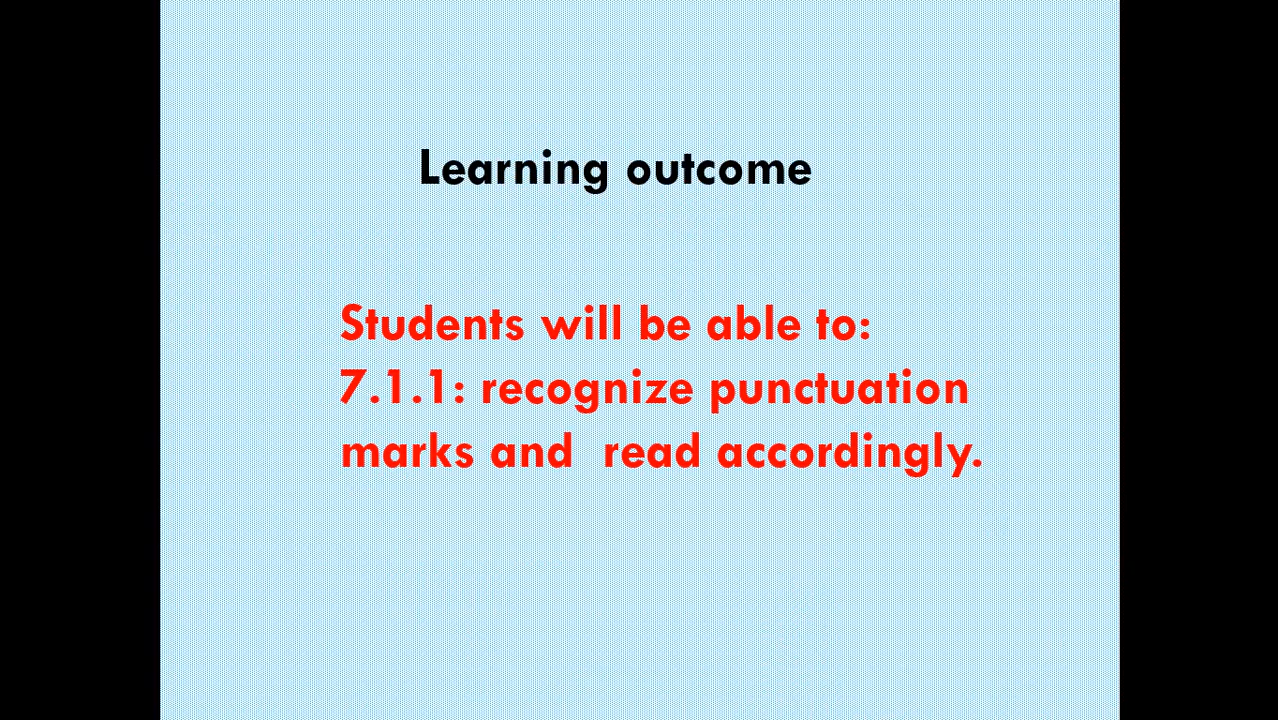 Learning outcome
Students will be able to:
7.1.1: recognize punctuation
marks and  read accordingly.